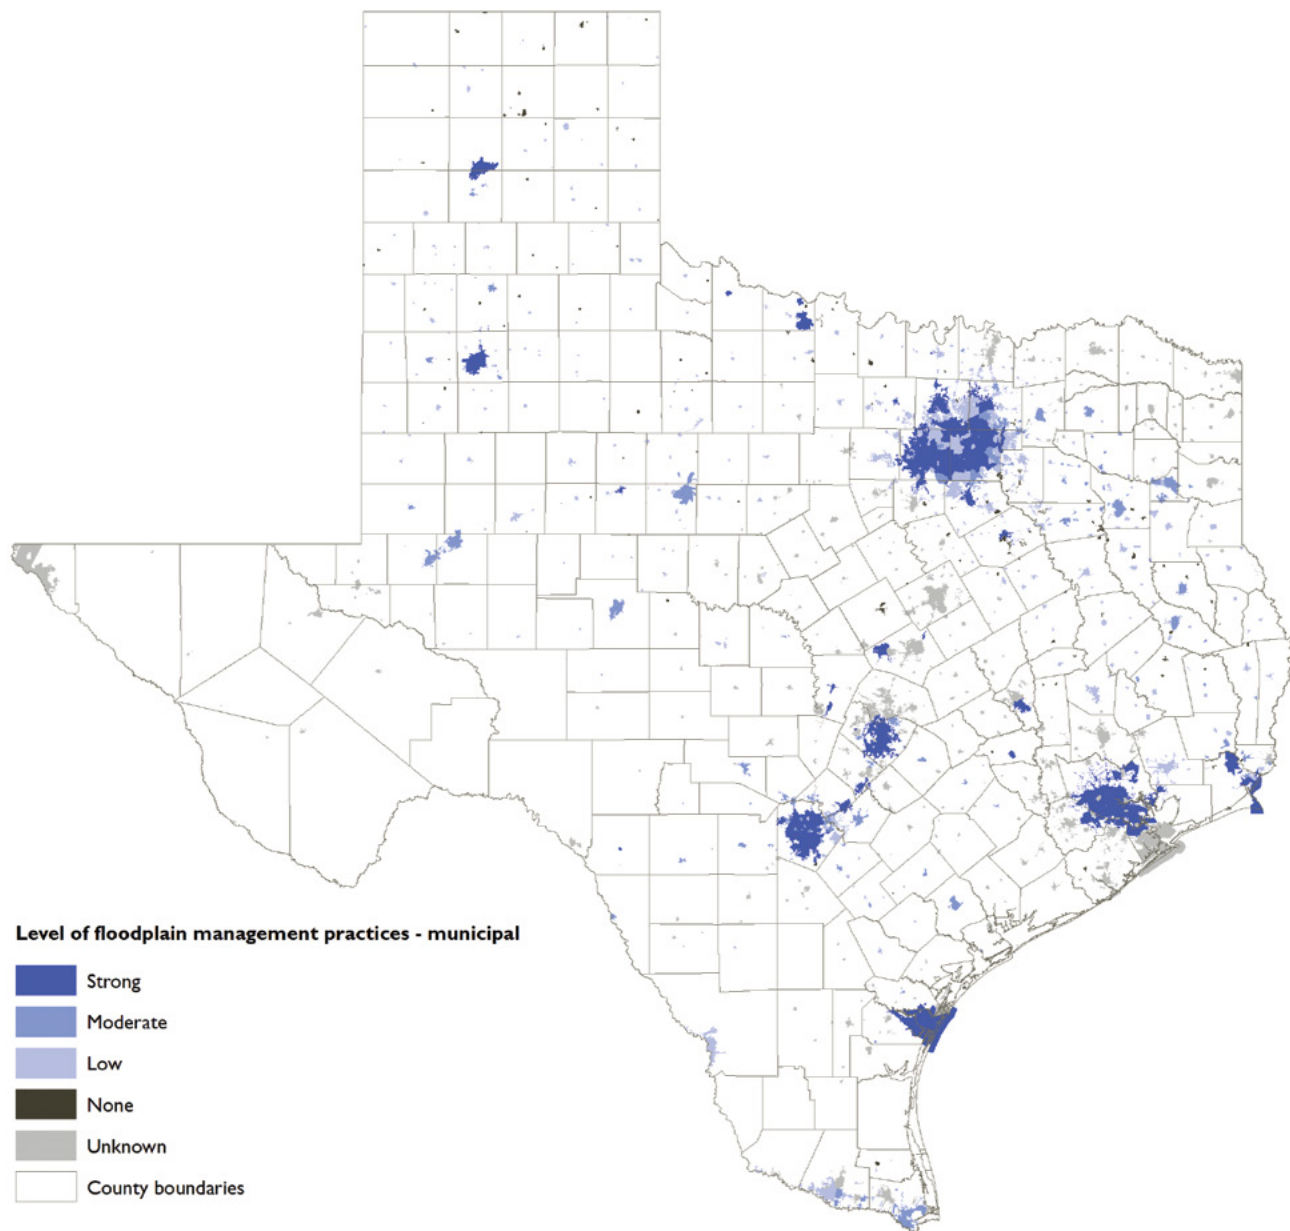 Level of floodplain management practices - municipal
Strong
Moderate
Low
None
Unknown
County boundaries